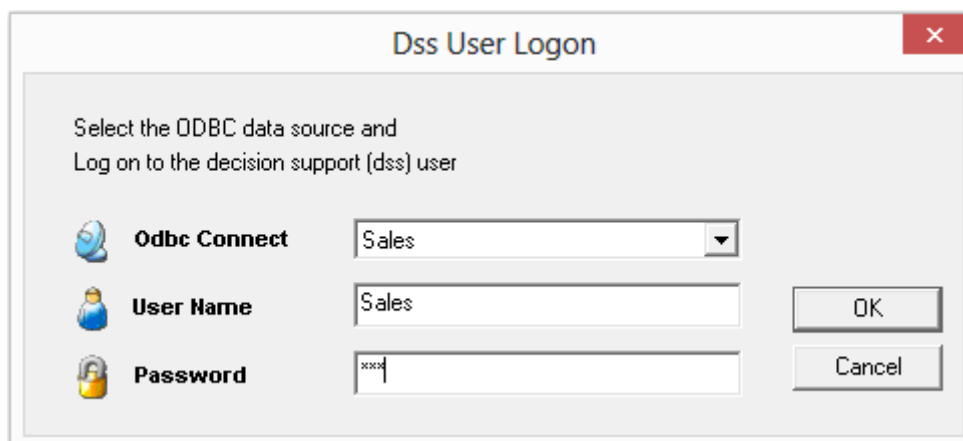 Dss User Logon
Select the ODBC data source and
Log on to the decision support (dss) user
Odbc Connect
Sales
User Name
Sales
OK
Password
***
Cancel